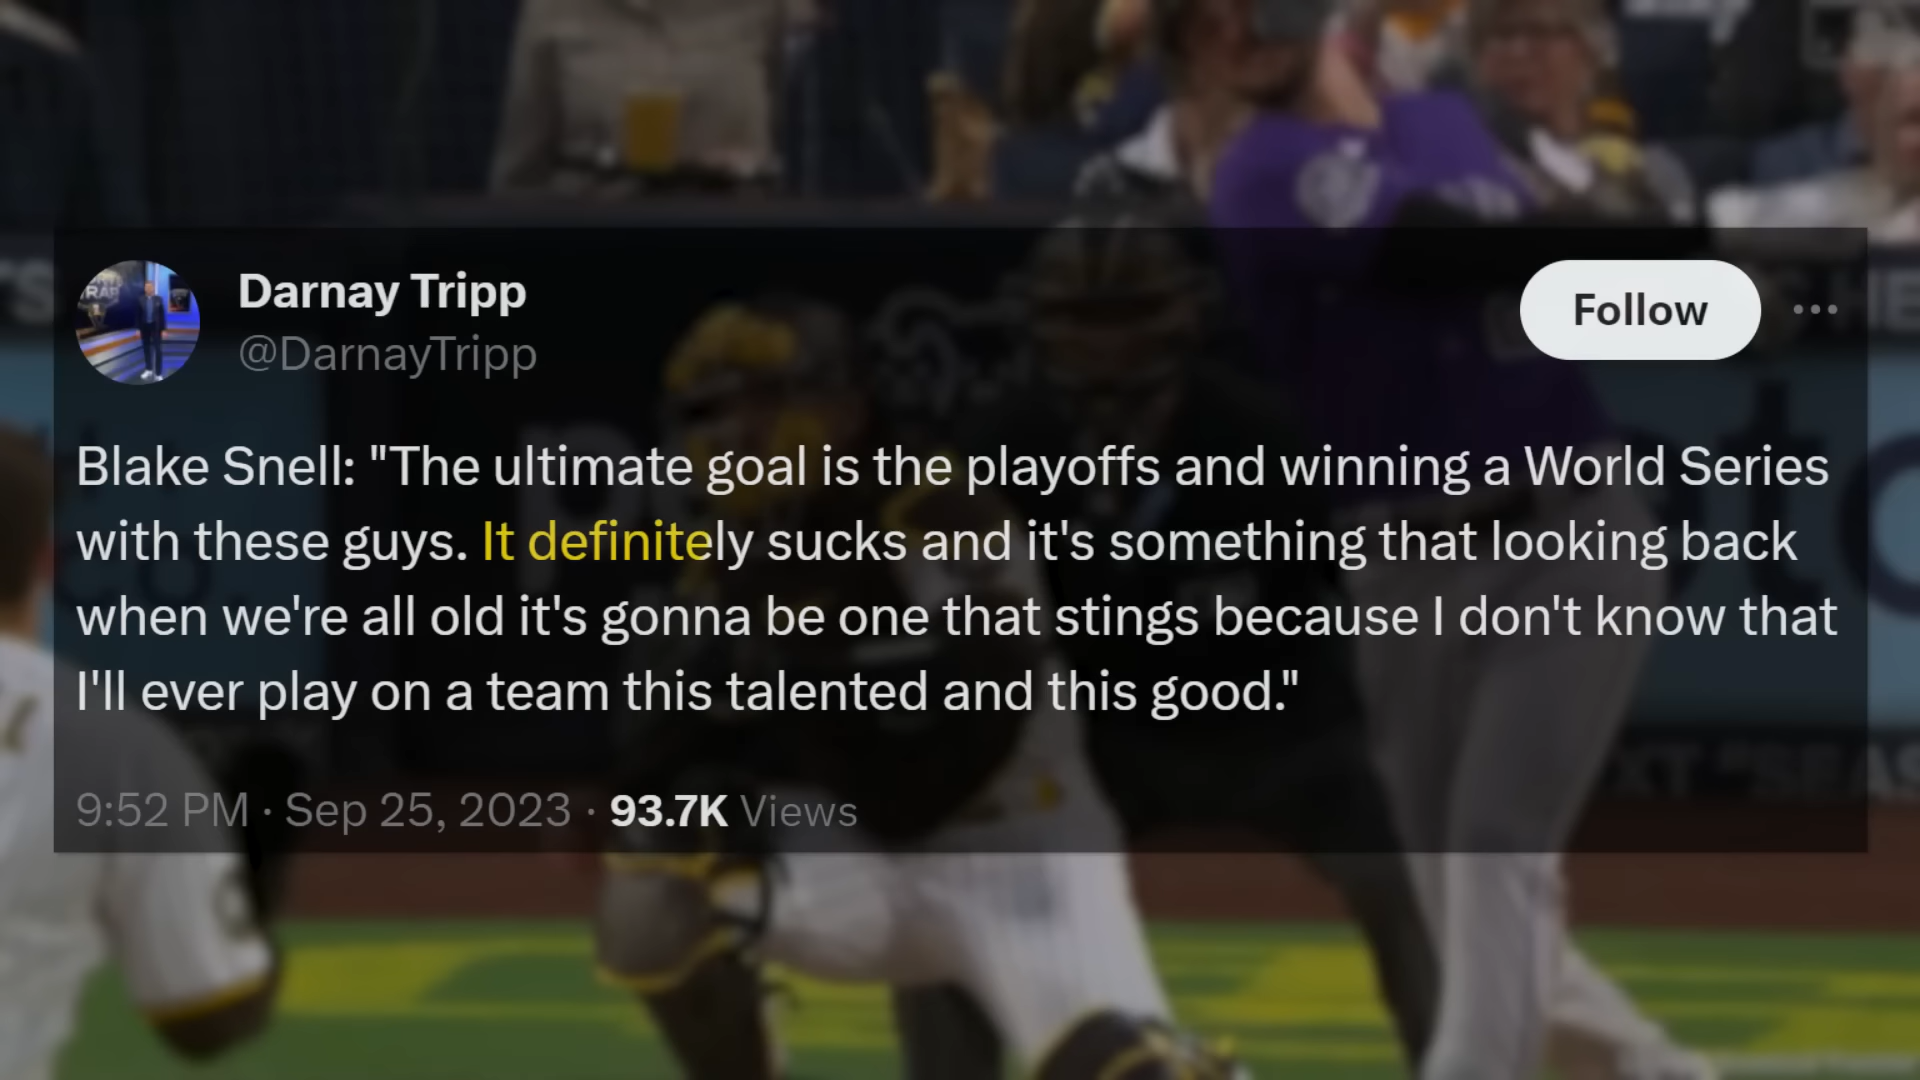 Darnay Tripp
@DarnayTripp
Follow
Blake Snell: "The ultimate goal is the playoffs and winning a World Series
with these guys. It definitely sucks and it's something that looking back
when we're all old it's gonna be one that stings because I don't know that
I'll ever play on a team this talented and this good."
9:52 PM · Sep 25, 2023 · 93.7K Views